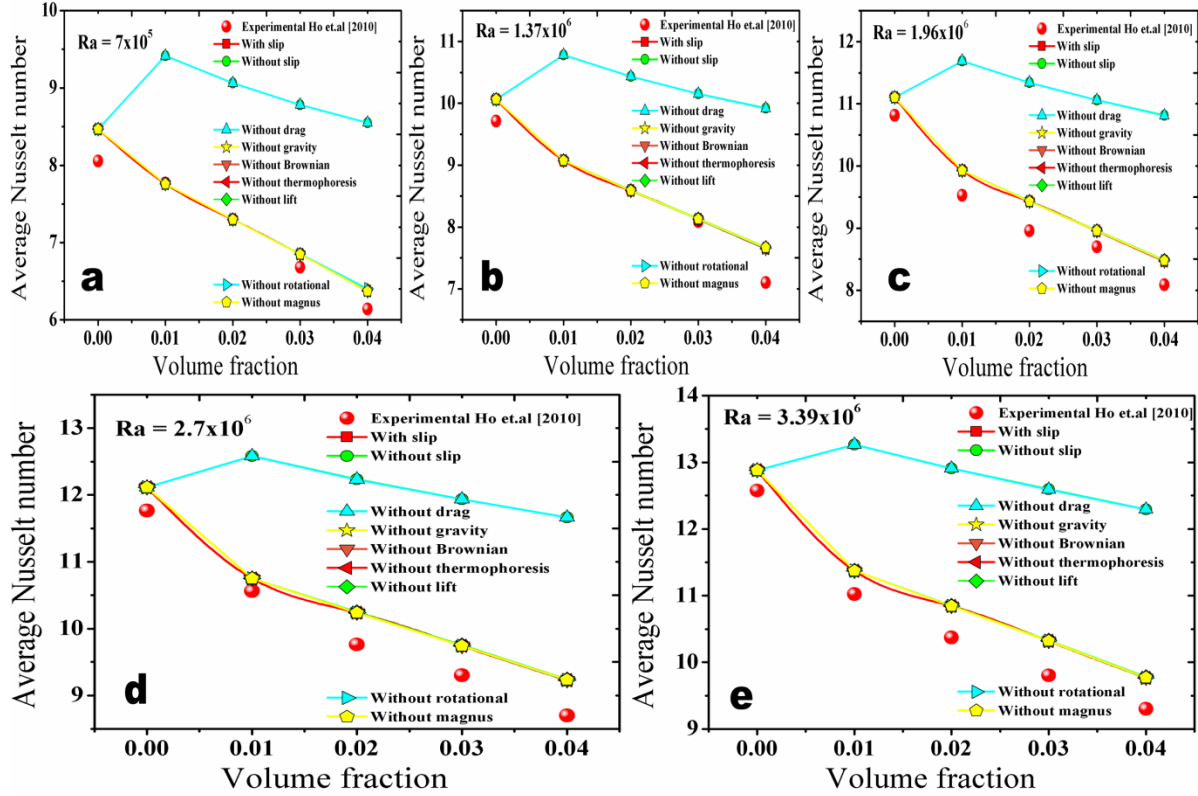 Ra = 7x10⁵
Experimental Ho et.al [2010]
With slip
Without slip
Without drag
Without gravity
Without Brownian
Without thermophoresis
Without lift
Without rotational
Without magnus
a
Average Nusselt number
10
9
8
7
6
5
0.00 0.01 0.02 0.03 0.04
Volume fraction
Ra = 1.37x10⁶
Experimental Ho et.al [2010]
With slip
Without slip
Without drag
Without gravity
Without Brownian
Without thermophoresis
Without lift
Without rotational
Without magnus
b
Average Nusselt number
11
10
9
8
7
0.00 0.01 0.02 0.03 0.04
Volume fraction
Ra = 1.96x10⁶
Experimental Ho et.al [2010]
With slip
Without slip
Without drag
Without gravity
Without Brownian
Without thermophoresis
Without lift
Without rotational
Without magnus
c
Average Nusselt number
12
11
10
9
8
0.00 0.01 0.02 0.03 0.04
Volume fraction
Ra = 2.7x10⁶
Experimental Ho et.al [2010]
With slip
Without slip
Without drag
Without gravity
Without Brownian
Without thermophoresis
Without lift
Without rotational
Without magnus
d
Average Nusselt number
13
12
11
10
9
0.00 0.01 0.02 0.03 0.04
Volume fraction
Ra = 3.39x10⁶
Experimental Ho et.al [2010]
With slip
Without slip
Without drag
Without gravity
Without Brownian
Without thermophoresis
Without lift
Without rotational
Without magnus
e
Average Nusselt number
14
13
12
11
10
9
0.00 0.01 0.02 0.03 0.04
Volume fraction